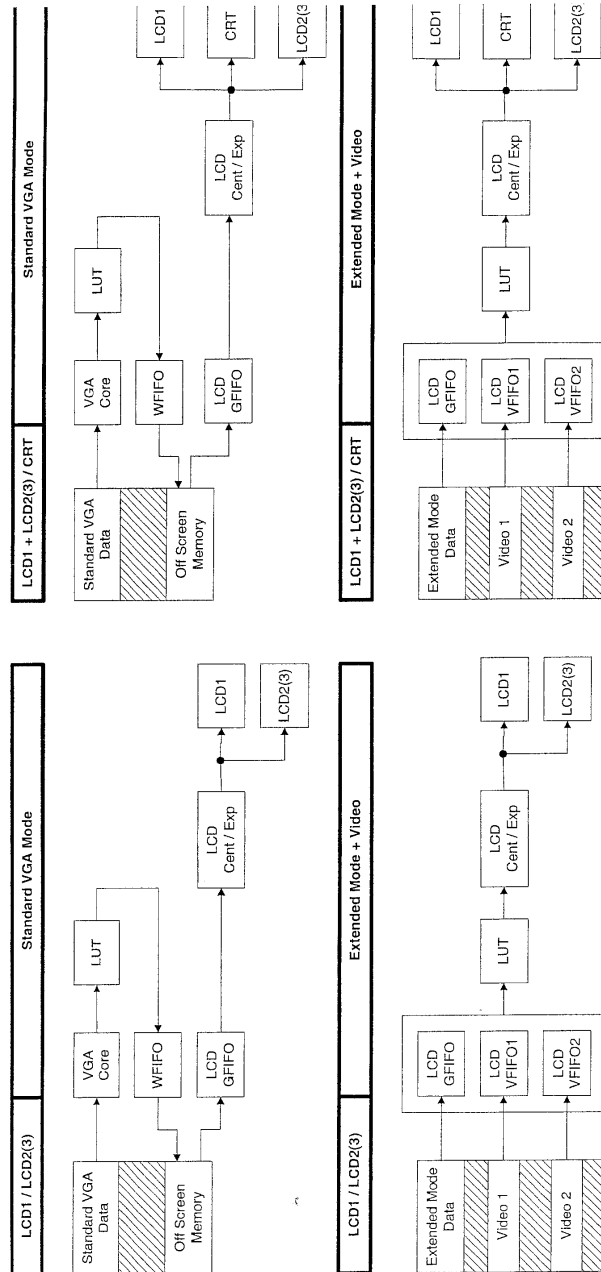 LCD1 / LCD2(3)
Standard VGA Mode
Standard VGA
Data
Off Screen
Memory
VGA
Core
LUT
WFIFO
LCD
GFIFO
LCD
Cent / Exp
LCD1
LCD2(3)
LCD1 + LCD2(3) / CRT
Standard VGA Mode
Standard VGA
Data
Off Screen
Memory
VGA
Core
LUT
WFIFO
LCD
GFIFO
LCD
Cent / Exp
LCD1
CRT
LCD2(3
LCD1 / LCD2(3)
Extended Mode + Video
Extended Mode
Data
Video 1
Video 2
LCD
GFIFO
LCD
VFIFO1
LCD
VFIFO2
LUT
LCD
Cent / Exp
LCD1
LCD2(3)
LCD1 + LCD2(3) / CRT
Extended Mode + Video
Extended Mode
Data
Video 1
Video 2
LCD
GFIFO
LCD
VFIFO1
LCD
VFIFO2
LUT
LCD
Cent / Exp
LCD1
CRT
LCD2(3